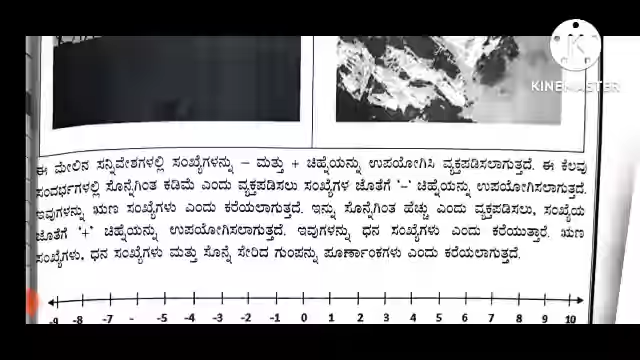 K
KINEMASTER
ಈ ಮೇಲಿನ ಸನ್ನಿವೇಶಗಳಲ್ಲಿ ಸಂಖ್ಯೆಗಳನ್ನು – ಮತ್ತು + ಚಿಹ್ನೆಯನ್ನು ಉಪಯೋಗಿಸಿ ವ್ಯಕ್ತಪಡಿಸಲಾಗುತ್ತದೆ. ಈ ಕೆಲವು
ಸಂದರ್ಭಗಳಲ್ಲಿ ಸೊನ್ನೆಗಿಂತ ಕಡಿಮೆ ಎಂದು ವ್ಯಕ್ತಪಡಿಸಲು ಸಂಖ್ಯೆಗಳ ಜೊತೆಗೆ '–' ಚಿಹ್ನೆಯನ್ನು ಉಪಯೋಗಿಸಲಾಗುತ್ತದೆ.
ಇವುಗಳನ್ನು ಋಣ ಸಂಖ್ಯೆಗಳು ಎಂದು ಕರೆಯಲಾಗುತ್ತದೆ. ಇನ್ನು ಸೊನ್ನೆಗಿಂತ ಹೆಚ್ಚು ಎಂದು ವ್ಯಕ್ತಪಡಿಸಲು, ಸಂಖ್ಯೆಯ
ಜೊತೆಗೆ '+' ಚಿಹ್ನೆಯನ್ನು ಉಪಯೋಗಿಸಲಾಗುತ್ತದೆ. ಇವುಗಳನ್ನು ಧನ ಸಂಖ್ಯೆಗಳು ಎಂದು ಕರೆಯುತ್ತಾರೆ. ಋಣ
ಸಂಖ್ಯೆಗಳು, ಧನ ಸಂಖ್ಯೆಗಳು ಮತ್ತು ಸೊನ್ನೆ ಸೇರಿದ ಗುಂಪನ್ನು ಪೂರ್ಣಾಂಕಗಳು ಎಂದು ಕರೆಯಲಾಗುತ್ತದೆ.
-9 -8 -7 - -5 -4 -3 -2 -1 0 1 2 3 4 5 6 7 8 9 10